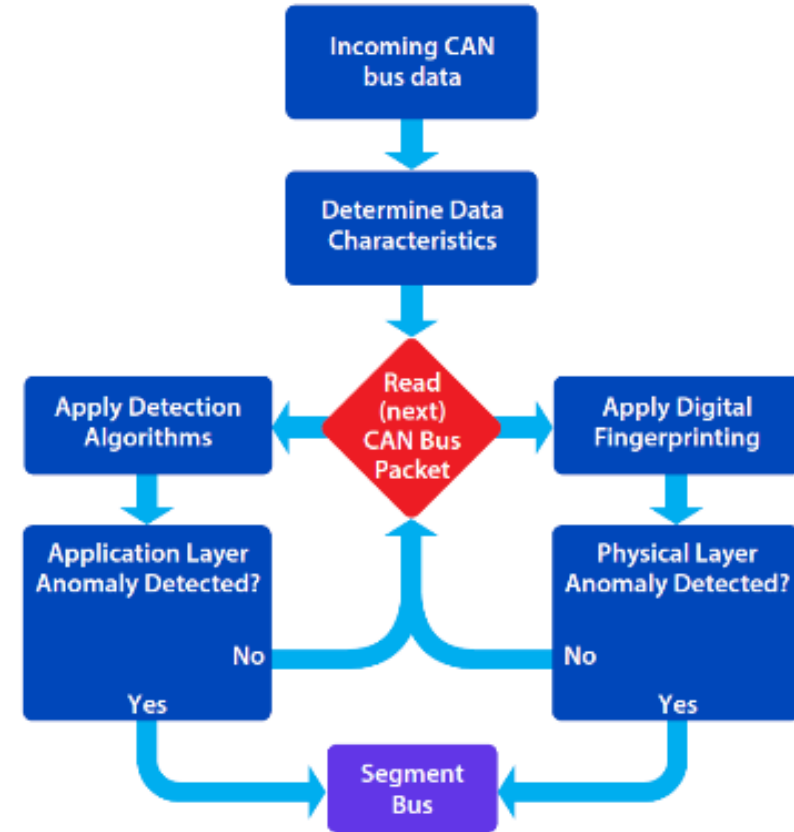 Incoming CAN
bus data
Determine Data
Characteristics
Read
(next)
CAN Bus
Packet
Apply Detection
Algorithms
Apply Digital
Fingerprinting
Application Layer
Anomaly Detected?
No
Yes
Physical Layer
Anomaly Detected?
No
Yes
Segment
Bus